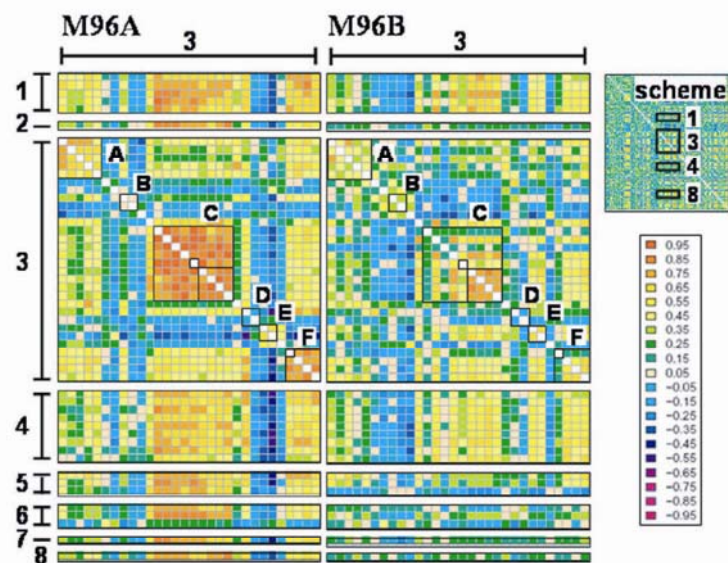 M96A
M96B
3
3
1
2
3
4
5
6
7
8
A
B
C
D
E
F
A
B
C
D
E
F
scheme
1
3
4
8
0.95
0.85
0.75
0.65
0.55
0.45
0.35
0.25
0.15
0.05
-0.05
-0.15
-0.25
-0.35
-0.45
-0.55
-0.65
-0.75
-0.85
-0.95